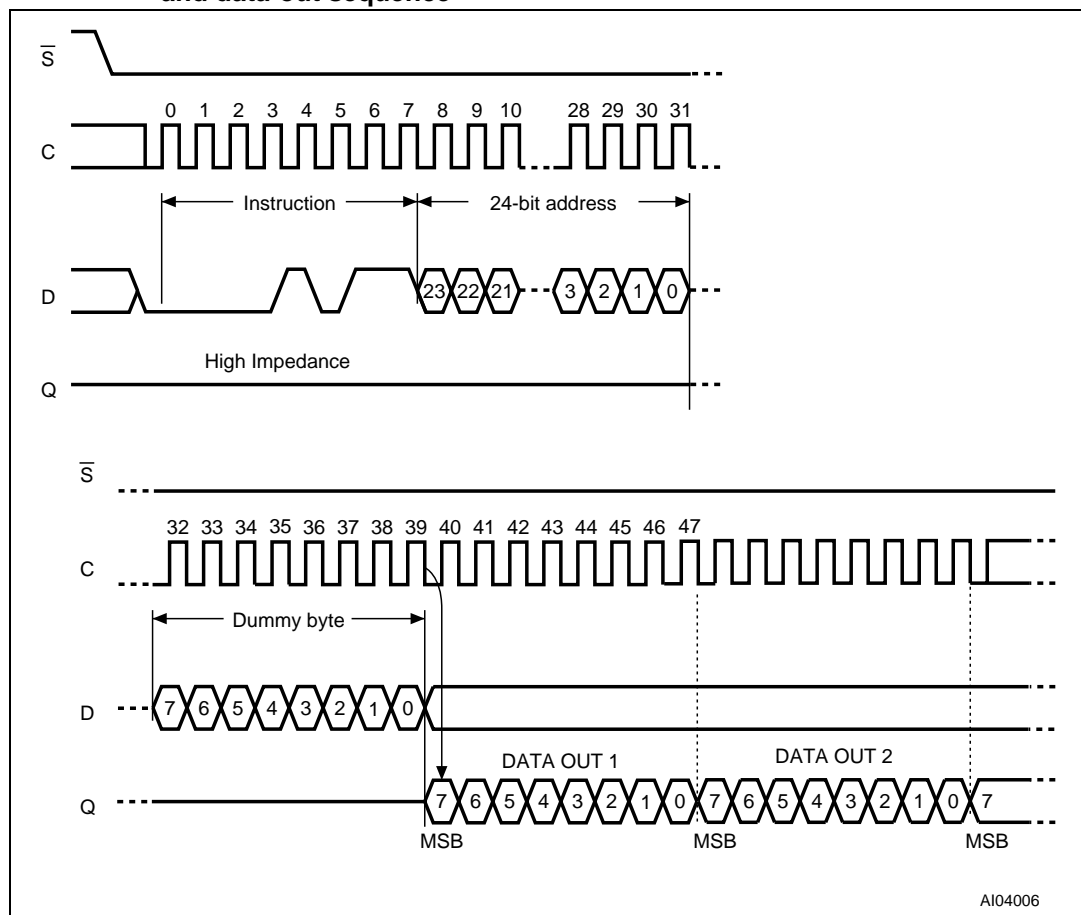 and data-out sequence
S
0 1 2 3 4 5 6 7 8 9 10 28 29 30 31
C
Instruction 24-bit address
D 23 22 21 3 2 1 0
High Impedance
Q
S
32 33 34 35 36 37 38 39 40 41 42 43 44 45 46 47
C
Dummy byte
D 7 6 5 4 3 2 1 0
DATA OUT 1 DATA OUT 2
Q 7 6 5 4 3 2 1 0 7 6 5 4 3 2 1 0 7
MSB MSB MSB
AI04006